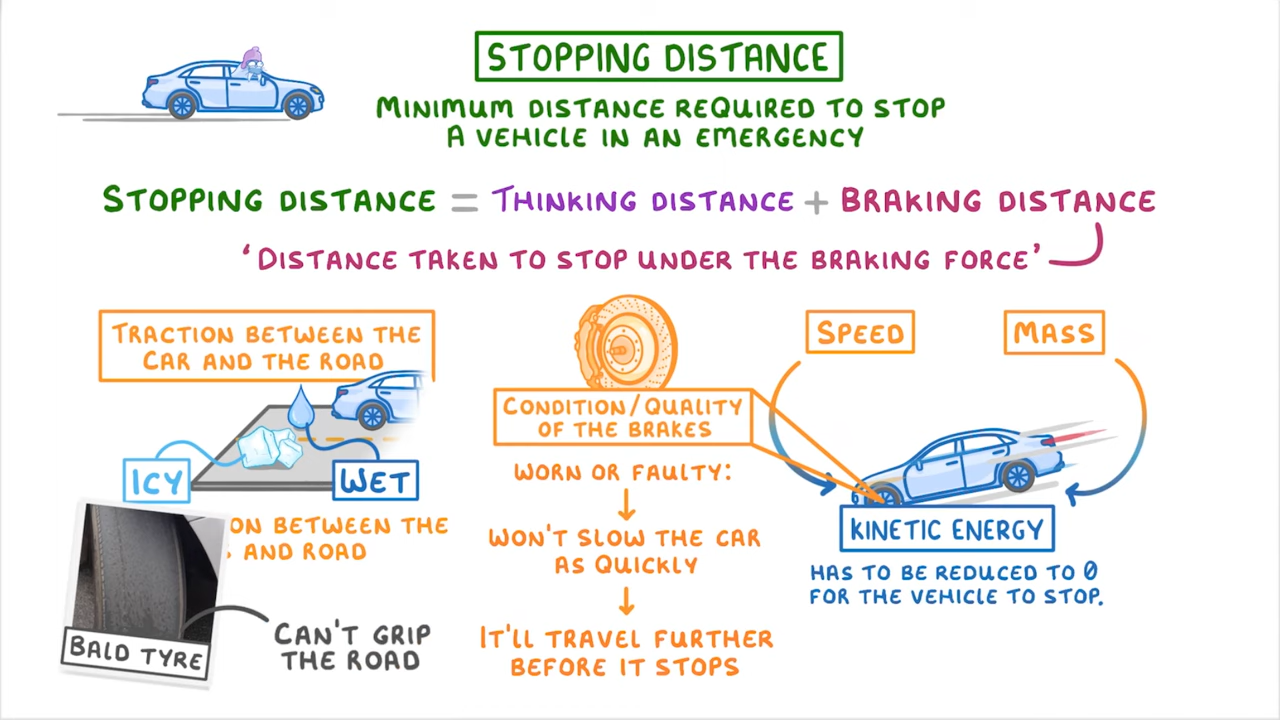 STOPPING DISTANCE
MINIMUM DISTANCE REQUIRED TO STOP
A VEHICLE IN AN EMERGENCY
STOPPING DISTANCE = THINKING DISTANCE + BRAKING DISTANCE
'DISTANCE TAKEN TO STOP UNDER THE BRAKING FORCE'
TRACTION BETWEEN THE
CAR AND THE ROAD
ICY
WET
ON BETWEEN THE
AND ROAD
BALD TYRE
CAN'T GRIP
THE ROAD
CONDITION/QUALITY
OF THE BRAKES
WORN OR FAULTY:
WON'T SLOW THE CAR
AS QUICKLY
IT'LL TRAVEL FURTHER
BEFORE IT STOPS
SPEED
MASS
KINETIC ENERGY
HAS TO BE REDUCED TO 0
FOR THE VEHICLE TO STOP.